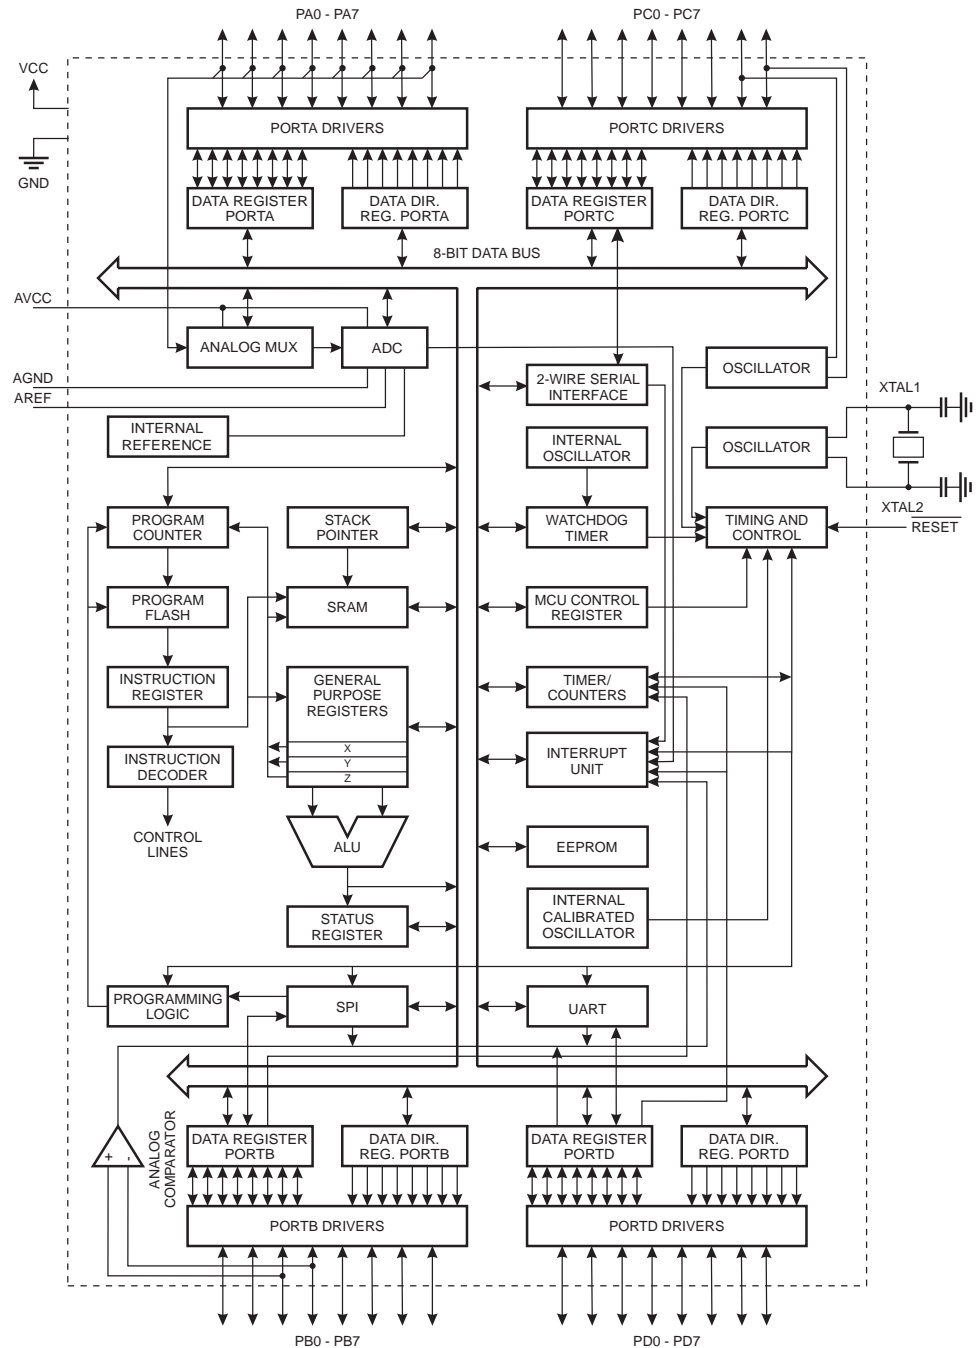 PA0 - PA7
PC0 - PC7
VCC
GND
PORTA DRIVERS
PORTC DRIVERS
DATA REGISTER
PORTA
DATA DIR.
REG. PORTA
DATA REGISTER
PORTC
DATA DIR.
REG. PORTC
8-BIT DATA BUS
AVCC
ANALOG MUX
ADC
AGND
AREF
2-WIRE SERIAL
INTERFACE
OSCILLATOR
XTAL1
INTERNAL
REFERENCE
INTERNAL
OSCILLATOR
OSCILLATOR
XTAL2
RESET
PROGRAM
COUNTER
STACK
POINTER
WATCHDOG
TIMER
TIMING AND
CONTROL
PROGRAM
FLASH
SRAM
MCU CONTROL
REGISTER
INSTRUCTION
REGISTER
GENERAL
PURPOSE
REGISTERS
X
Y
Z
TIMER/
COUNTERS
INSTRUCTION
DECODER
INTERRUPT
UNIT
CONTROL
LINES
ALU
EEPROM
STATUS
REGISTER
INTERNAL
CALIBRATED
OSCILLATOR
PROGRAMMING
LOGIC
SPI
UART
ANALOG
COMPARATOR
+
-
DATA REGISTER
PORTB
DATA DIR.
REG. PORTB
DATA REGISTER
PORTD
DATA DIR.
REG. PORTD
PORTB DRIVERS
PORTD DRIVERS
PB0 - PB7
PD0 - PD7